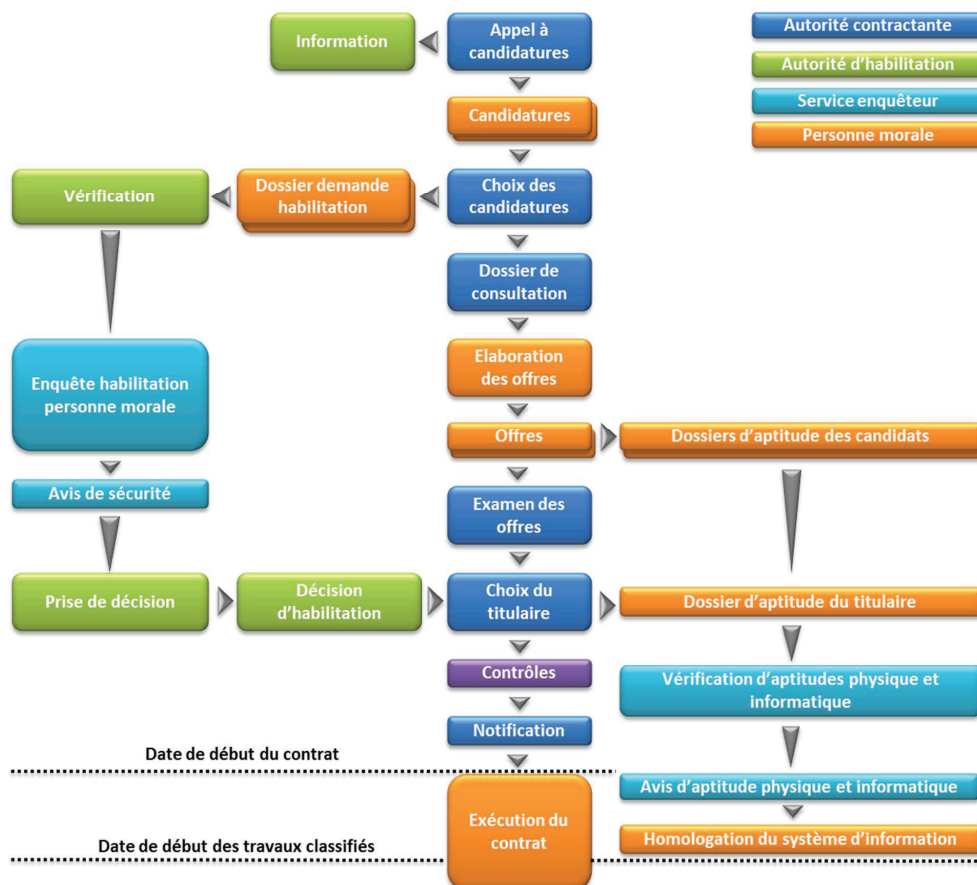 Information
Appel à
candidatures
Autorité contractante
Autorité d'habilitation
Service enquêteur
Personne morale
Candidatures
Vérification
Dossier demande
habilitation
Choix des
candidatures
Dossier de
consultation
Enquête habilitation
personne morale
Elaboration
des offres
Offres
Dossiers d'aptitude des candidats
Avis de sécurité
Examen des
offres
Prise de décision
Décision
d'habilitation
Choix du
titulaire
Dossier d'aptitude du titulaire
Contrôles
Vérification d'aptitudes physique et
informatique
Notification
Date de début du contrat
Avis d'aptitude physique et informatique
Exécution du
contrat
Homologation du système d'information
Date de début des travaux classifiés